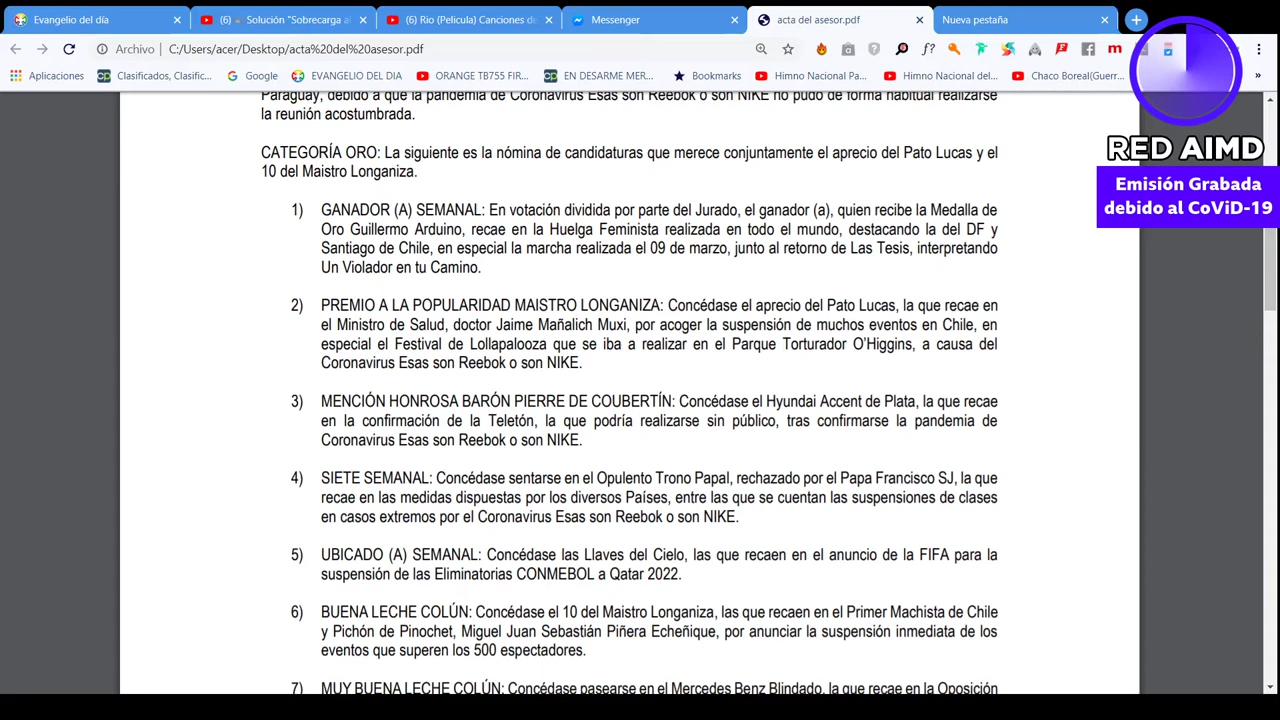 Evangelio del día
(6) Solución "Sobrecarga al
(6) Rio (Pelicula) Canciones de
Messenger
acta del asesor.pdf
Nueva pestaña
Archivo C:/Users/acer/Desktop/acta%20del%20asesor.pdf
Aplicaciones
Clasificados, Clasific...
Google
EVANGELIO DEL DIA
ORANGE TB755 FIR...
EN DESARME MER...
Bookmarks
Himno Nacional Pa...
Himno Nacional del...
Chaco Boreal(Guerr...
»
RED AIMD
Emisión Grabada
debido al CoViD-19
Paraguay, debido a que la pandemia de Coronavirus Esas son Reebok o son NIKE no pudo de forma habitual realizarse
la reunión acostumbrada.
CATEGORÍA ORO: La siguiente es la nómina de candidaturas que merece conjuntamente el aprecio del Pato Lucas y el
10 del Maistro Longaniza.
1) GANADOR (A) SEMANAL: En votación dividida por parte del Jurado, el ganador (a), quien recibe la Medalla de
Oro Guillermo Arduino, recae en la Huelga Feminista realizada en todo el mundo, destacando la del DF y
Santiago de Chile, en especial la marcha realizada el 09 de marzo, junto al retorno de Las Tesis, interpretando
Un Violador en tu Camino.
2) PREMIO A LA POPULARIDAD MAISTRO LONGANIZA: Concédase el aprecio del Pato Lucas, la que recae en
el Ministro de Salud, doctor Jaime Mañalich Muxi, por acoger la suspensión de muchos eventos en Chile, en
especial el Festival de Lollapalooza que se iba a realizar en el Parque Torturador O’Higgins, a causa del
Coronavirus Esas son Reebok o son NIKE.
3) MENCIÓN HONROSA BARÓN PIERRE DE COUBERTÍN: Concédase el Hyundai Accent de Plata, la que recae
en la confirmación de la Teletón, la que podría realizarse sin público, tras confirmarse la pandemia de
Coronavirus Esas son Reebok o son NIKE.
4) SIETE SEMANAL: Concédase sentarse en el Opulento Trono Papal, rechazado por el Papa Francisco SJ, la que
recae en las medidas dispuestas por los diversos Países, entre las que se cuentan las suspensiones de clases
en casos extremos por el Coronavirus Esas son Reebok o son NIKE.
5) UBICADO (A) SEMANAL: Concédase las Llaves del Cielo, las que recaen en el anuncio de la FIFA para la
suspensión de las Eliminatorias CONMEBOL a Qatar 2022.
6) BUENA LECHE COLÚN: Concédase el 10 del Maistro Longaniza, las que recaen en el Primer Machista de Chile
y Pichón de Pinochet, Miguel Juan Sebastián Piñera Echeñique, por anunciar la suspensión inmediata de los
eventos que superen los 500 espectadores.
7) MUY BUENA LECHE COLÚN: Concédase pasearse en el Mercedes Benz Blindado, la que recae en la Oposición